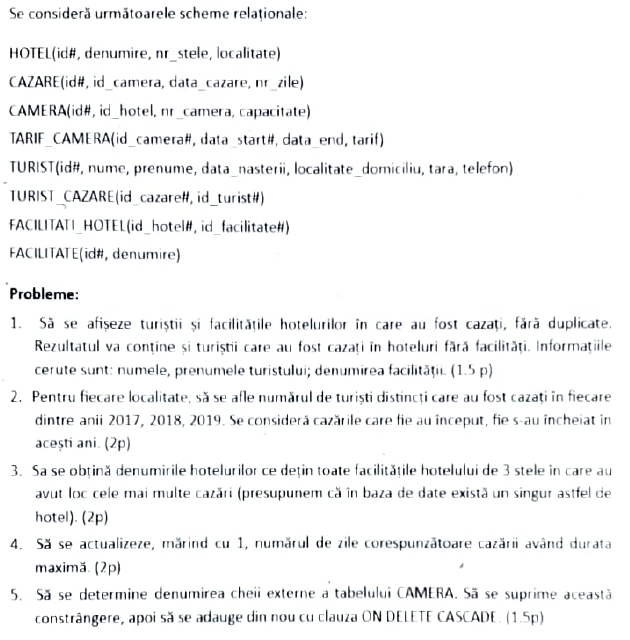 Se consideră următoarele scheme relaționale:
HOTEL(id#, denumire, nr_stele, localitate)
CAZARE(id#, id_camera, data_cazare, nr_zile)
CAMERA(id#, id_hotel, nr_camera, capacitate)
TARIF_CAMERA(id_camera#, data_start#, data_end, tarif)
TURIST(id#, nume, prenume, data_nasterii, localitate_domiciliu, tara, telefon)
TURIST_CAZARE(id_cazare#, id_turist#)
FACILITATI_HOTEL(id_hotel#, id_facilitate#)
FACILITATE(id#, denumire)
Probleme:
1. Să se afișeze turiștii și facilitățile hotelurilor în care au fost cazați, fără duplicate.
Rezultatul va conține și turiștii care au fost cazați în hoteluri fără facilități. Informațiile
cerute sunt: numele, prenumele turistului; denumirea facilității. (1.5 p)
2. Pentru fiecare localitate, să se afle numărul de turiști distincți care au fost cazați în fiecare
dintre anii 2017, 2018, 2019. Se consideră cazările care fie au început, fie s-au încheiat în
acești ani. (2p)
3. Sa se obțină denumirile hotelurilor ce dețin toate facilitățile hotelului de 3 stele în care au
avut loc cele mai multe cazări (presupunem că în baza de date există un singur astfel de
hotel). (2p)
4. Să se actualizeze, mărind cu 1, numărul de zile corespunzătoare cazării având durata
maximă. (2p)
5. Să se determine denumirea cheii externe a tabelului CAMERA. Să se suprime această
constrângere, apoi să se adauge din nou cu clauza ON DELETE CASCADE. (1.5p)